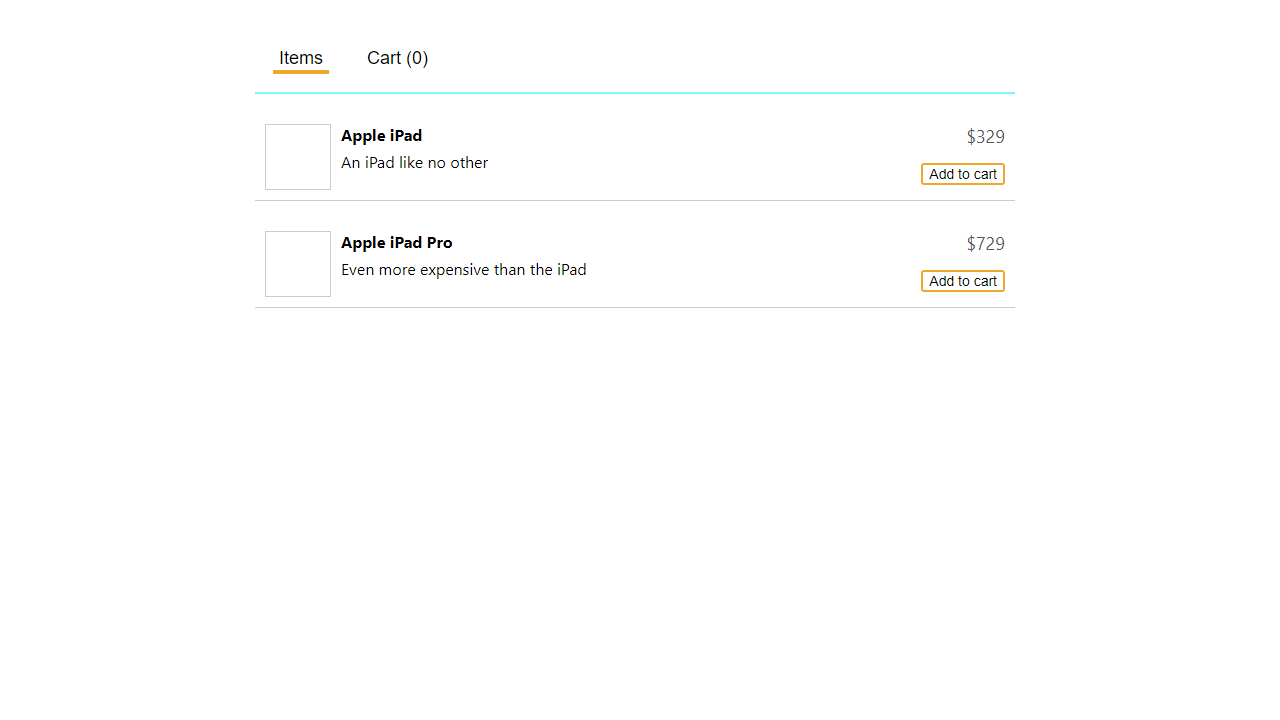 Items Cart (0)
Apple iPad $329
An iPad like no other
Add to cart
Apple iPad Pro $729
Even more expensive than the iPad
Add to cart